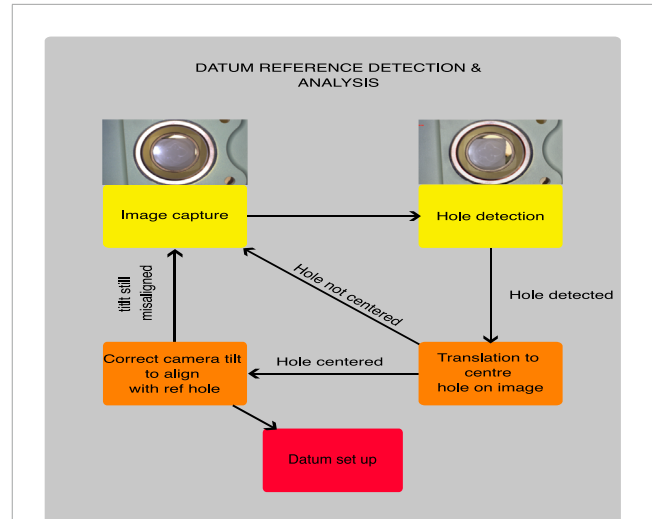 DATUM REFERENCE DETECTION &
ANALYSIS
Image capture
Hole detection
tiltt still
misaligned
Hole not centered
Hole detected
Correct camera tilt
to align
with ref hole
Hole centered
Translation to
centre
hole on image
Datum set up